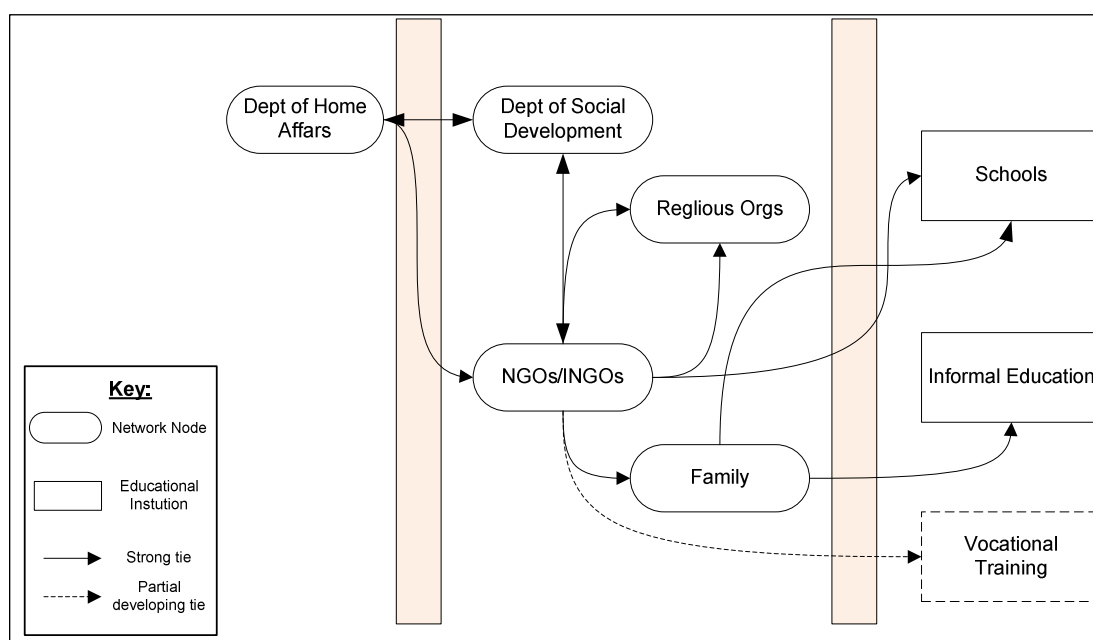 Dept of Home
Affars
Dept of Social
Development
Schools
Reglious Orgs
NGOs/INGOs
Informal Education
Key:
Network Node
Family
Educational
Instution
Vocational
Training
Strong tie
Partial
developing tie